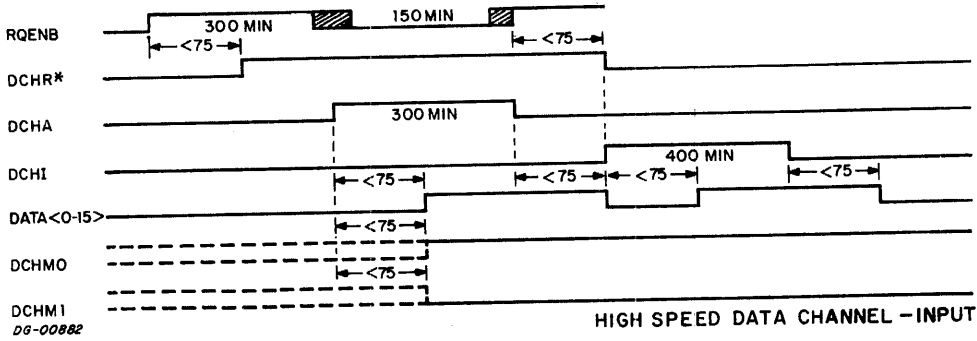 300 MIN
150 MIN
RQENB
<75
<75
DCHR*
DCHA
300 MIN
400 MIN
DCHI
<75
<75
<75
<75
DATA<0-15>
<75
DCHM0
<75
DCHM1
DG-00882
HIGH SPEED DATA CHANNEL – INPUT